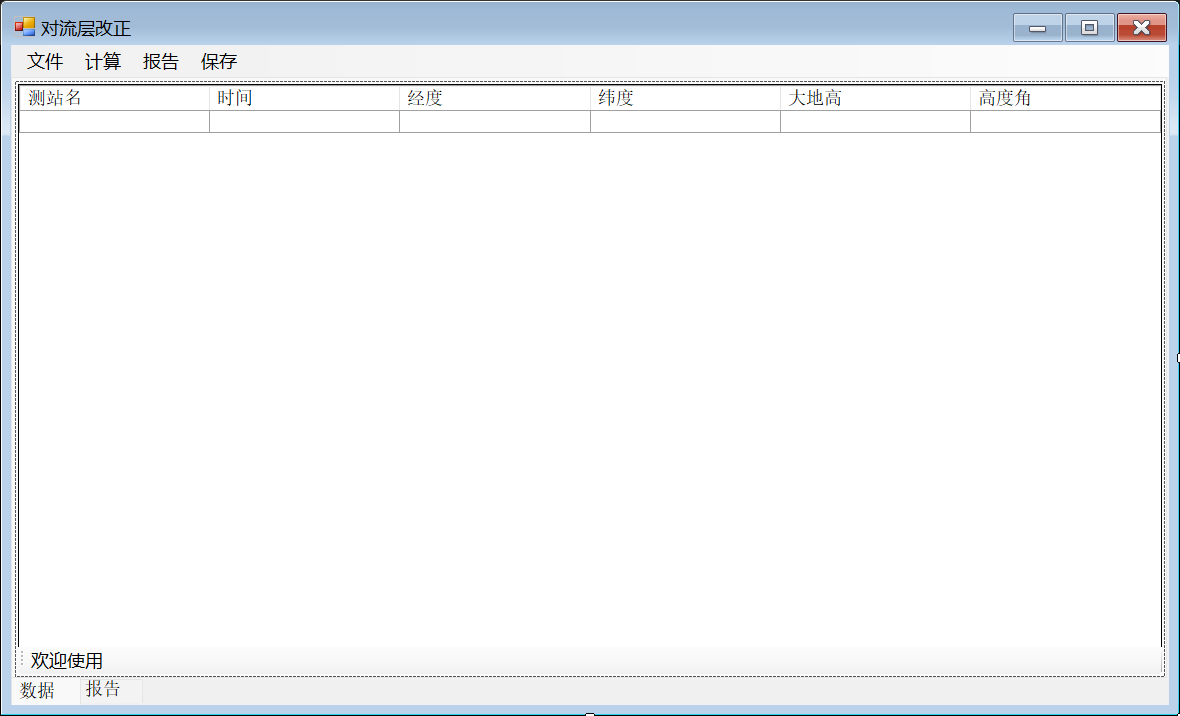 对流层改正
文件 计算 报告 保存
测站名 时间 经度 纬度 大地高 高度角
欢迎使用
数据 报告